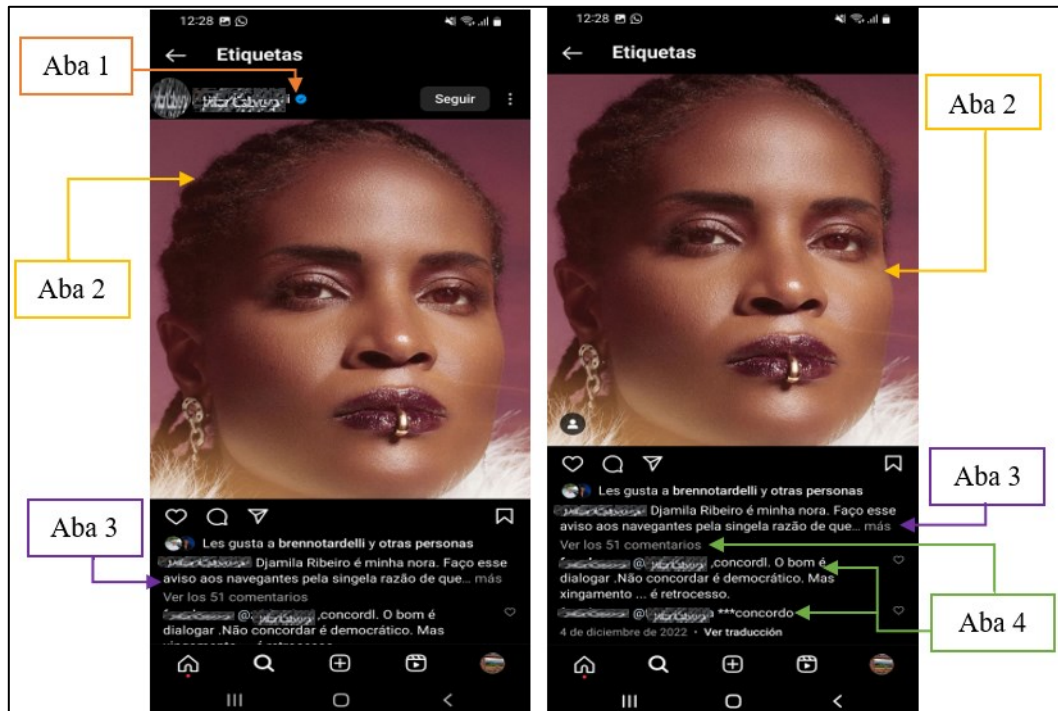 12:28
Etiquetas
Aba 1
Seguir
Aba 2
Aba 3
Les gusta a brennotardelli y otras personas
Djamila Ribeiro é minha nora. Faço esse
aviso aos navegantes pela singela razão de que... más
Ver los 51 comentarios
@ ,concordl. O bom é
dialogar .Não concordar é democrático. Mas
12:28
Etiquetas
Aba 2
Aba 3
Les gusta a brennotardelli y otras personas
Djamila Ribeiro é minha nora. Faço esse
aviso aos navegantes pela singela razão de que... más
Ver los 51 comentarios
@ ,concordl. O bom é
dialogar .Não concordar é democrático. Mas
xingamento ... é retrocesso.
@ ***concordo
4 de diciembre de 2022 • Ver traducción
Aba 4